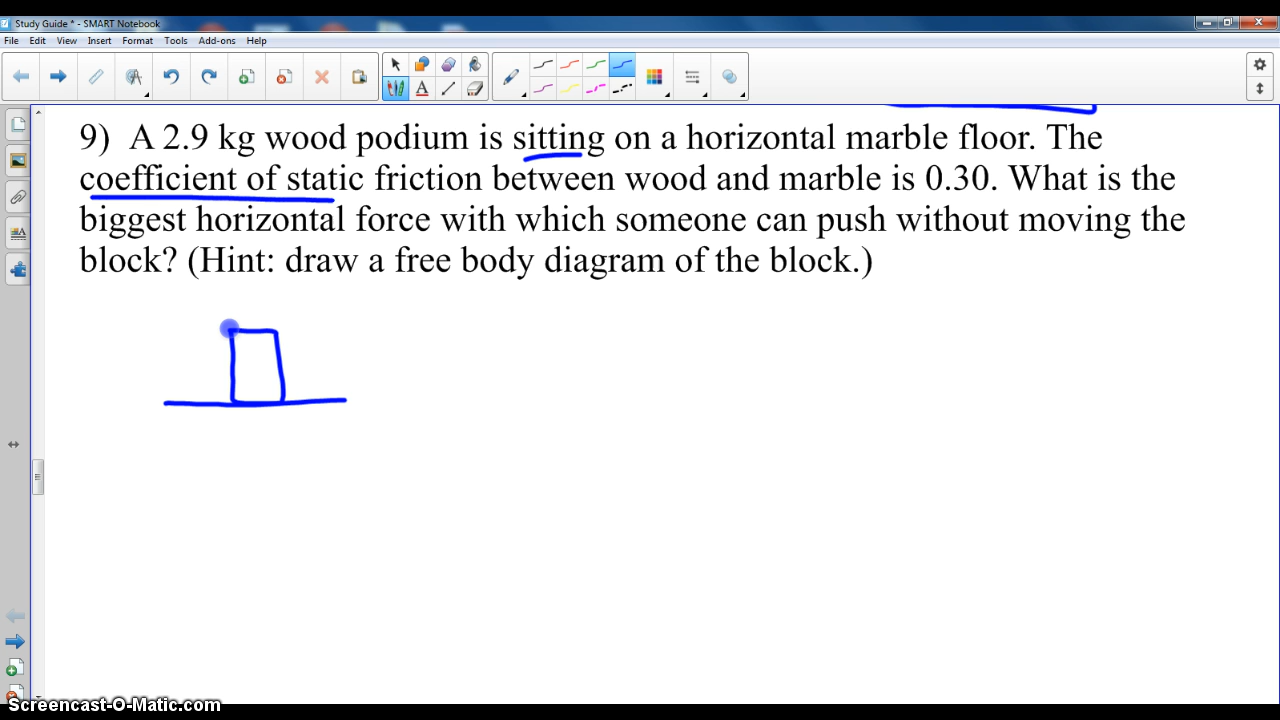 Study Guide * - SMART Notebook
File Edit View Insert Format Tools Add-ons Help
9) A 2.9 kg wood podium is sitting on a horizontal marble floor. The
coefficient of static friction between wood and marble is 0.30. What is the
biggest horizontal force with which someone can push without moving the
block? (Hint: draw a free body diagram of the block.)
Screencast-O-Matic.com